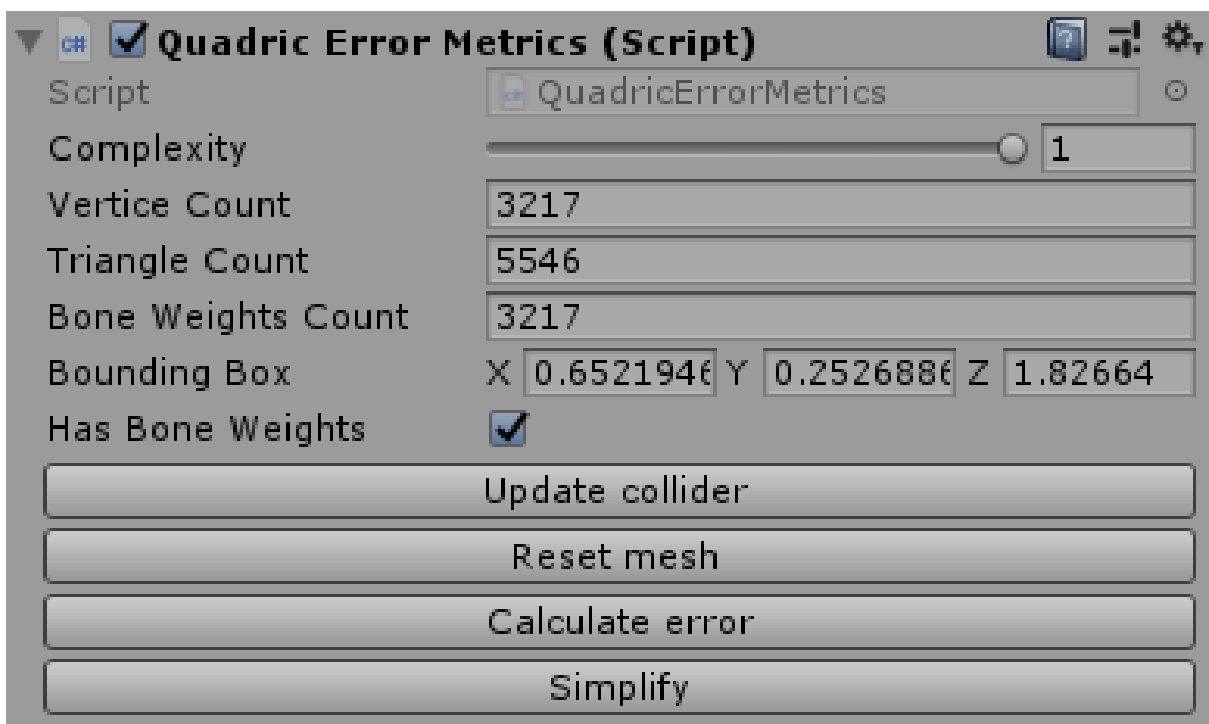 C# Quadric Error Metrics (Script)
Script C# QuadricErrorMetrics
Complexity 1
Vertice Count 3217
Triangle Count 5546
Bone Weights Count 3217
Bounding Box X 0.6521946 Y 0.2526886 Z 1.82664
Has Bone Weights
Update collider
Reset mesh
Calculate error
Simplify